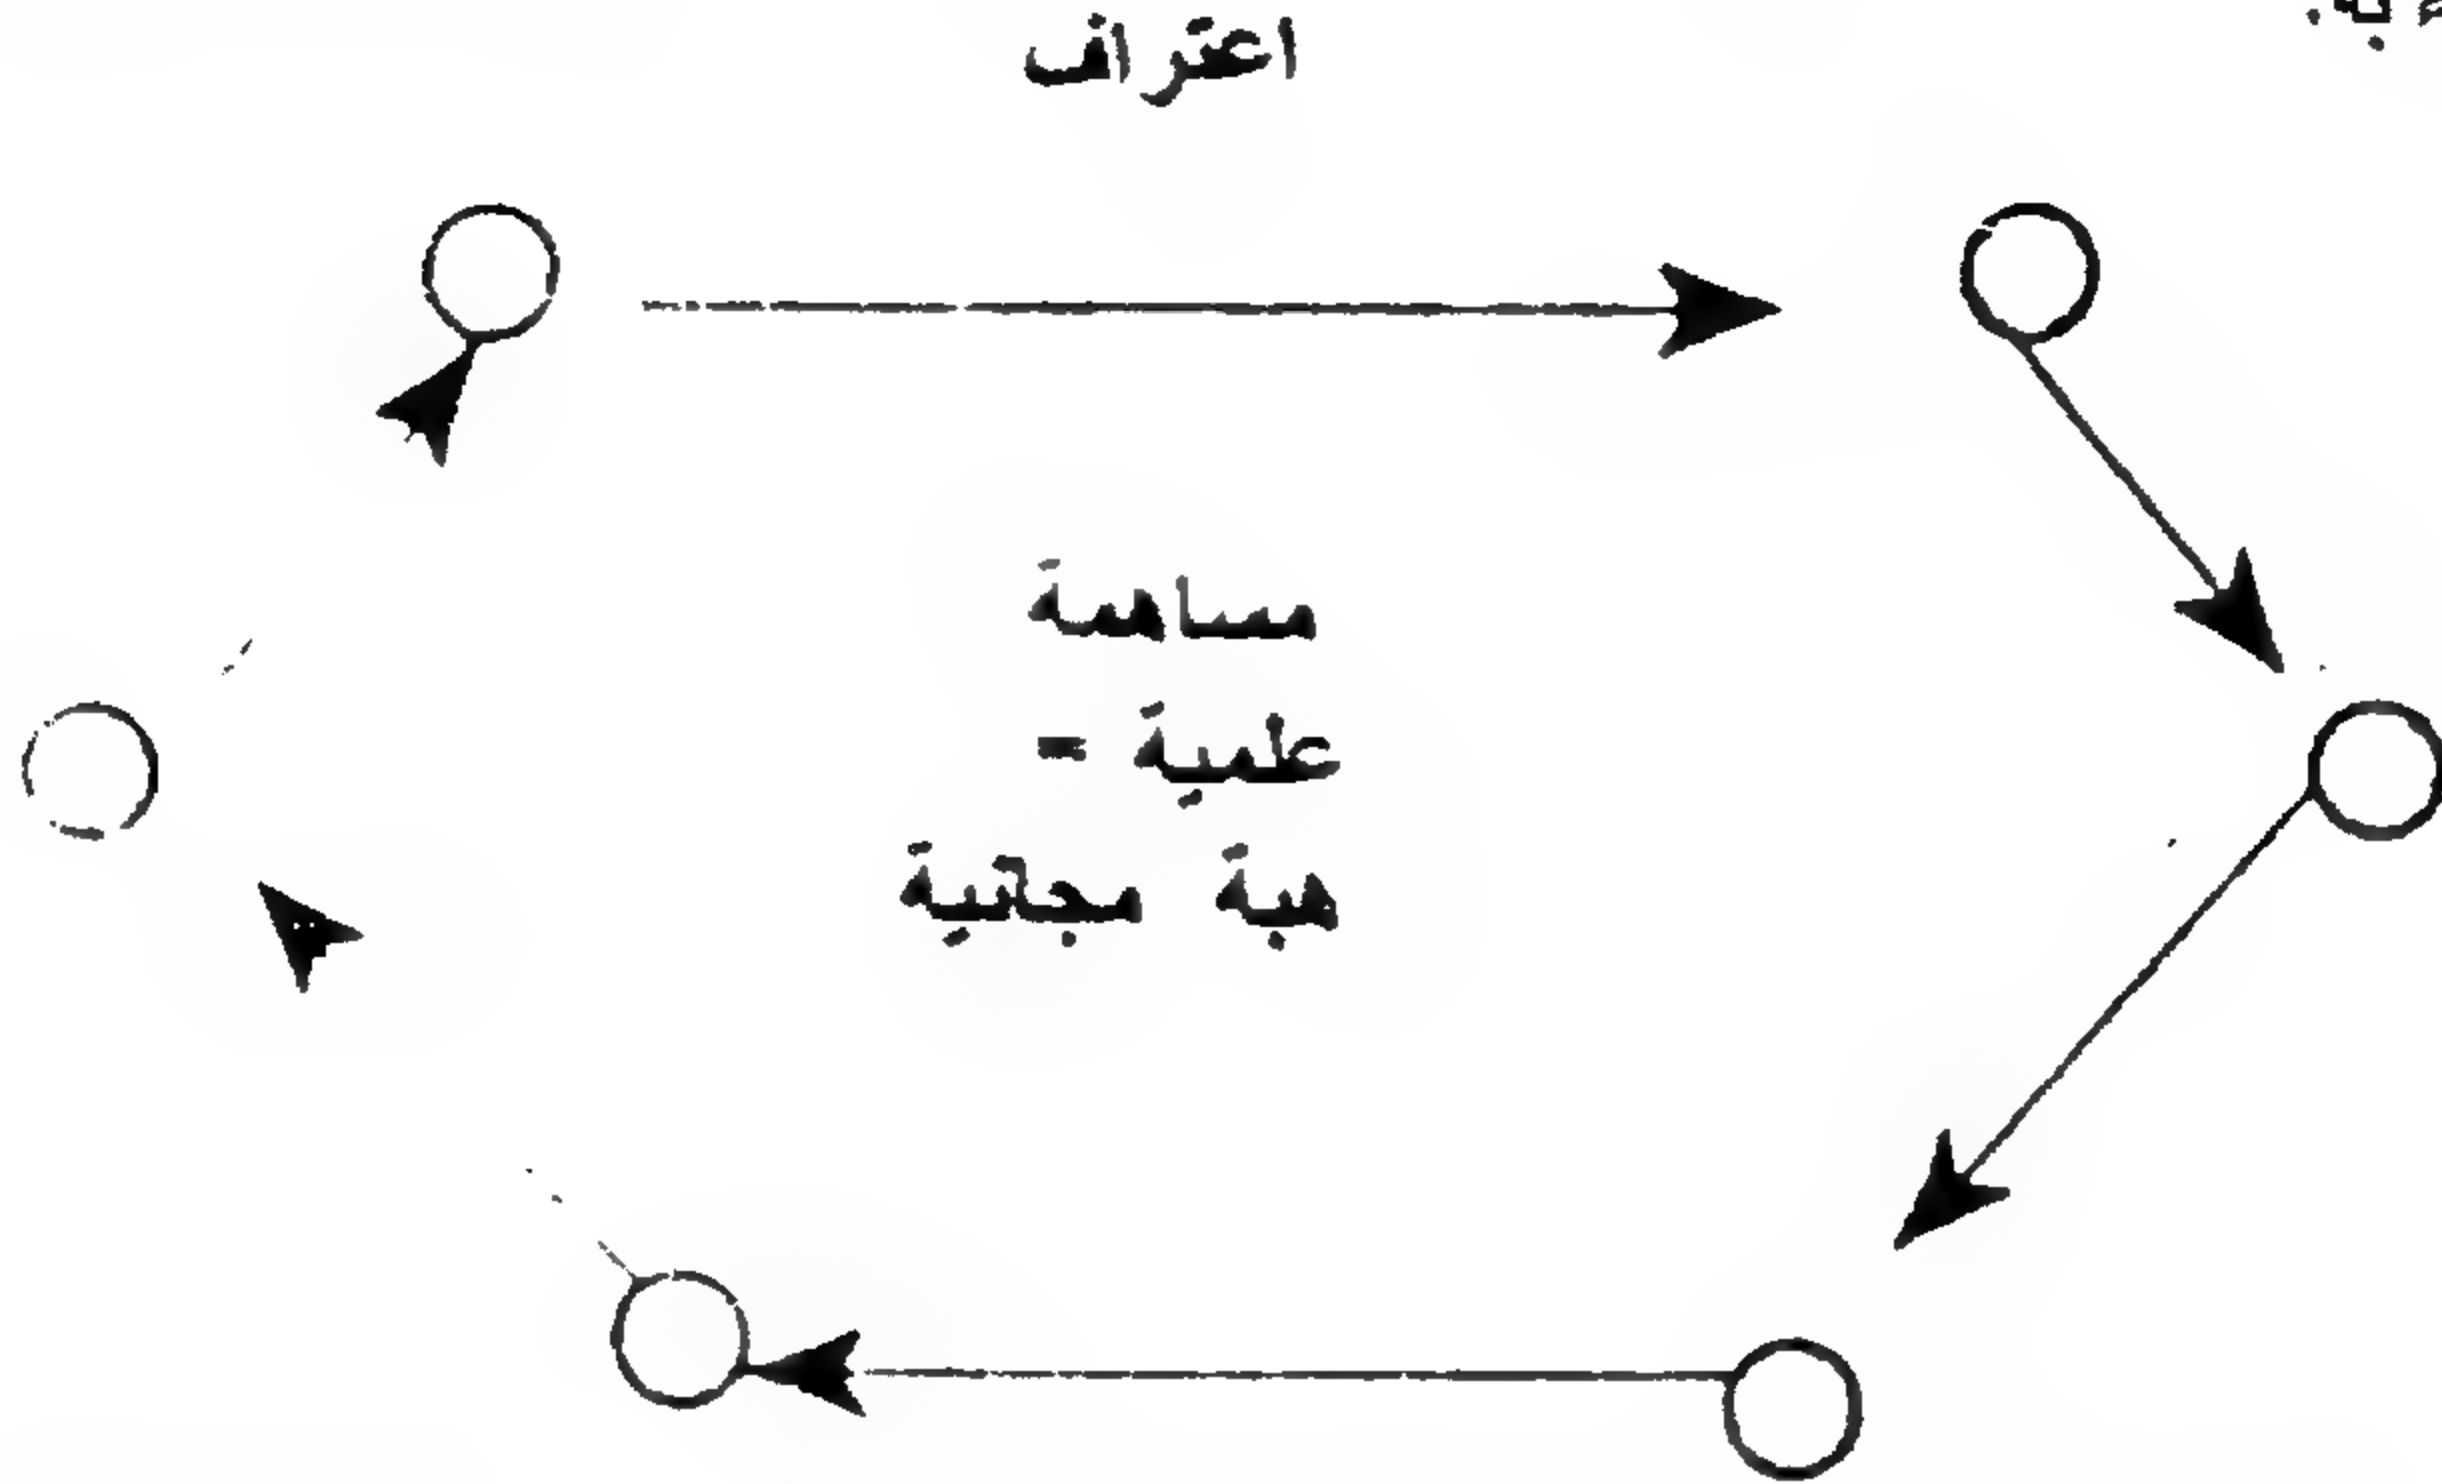 اعتراف
مساهمة
علمية =
هبة مجانية